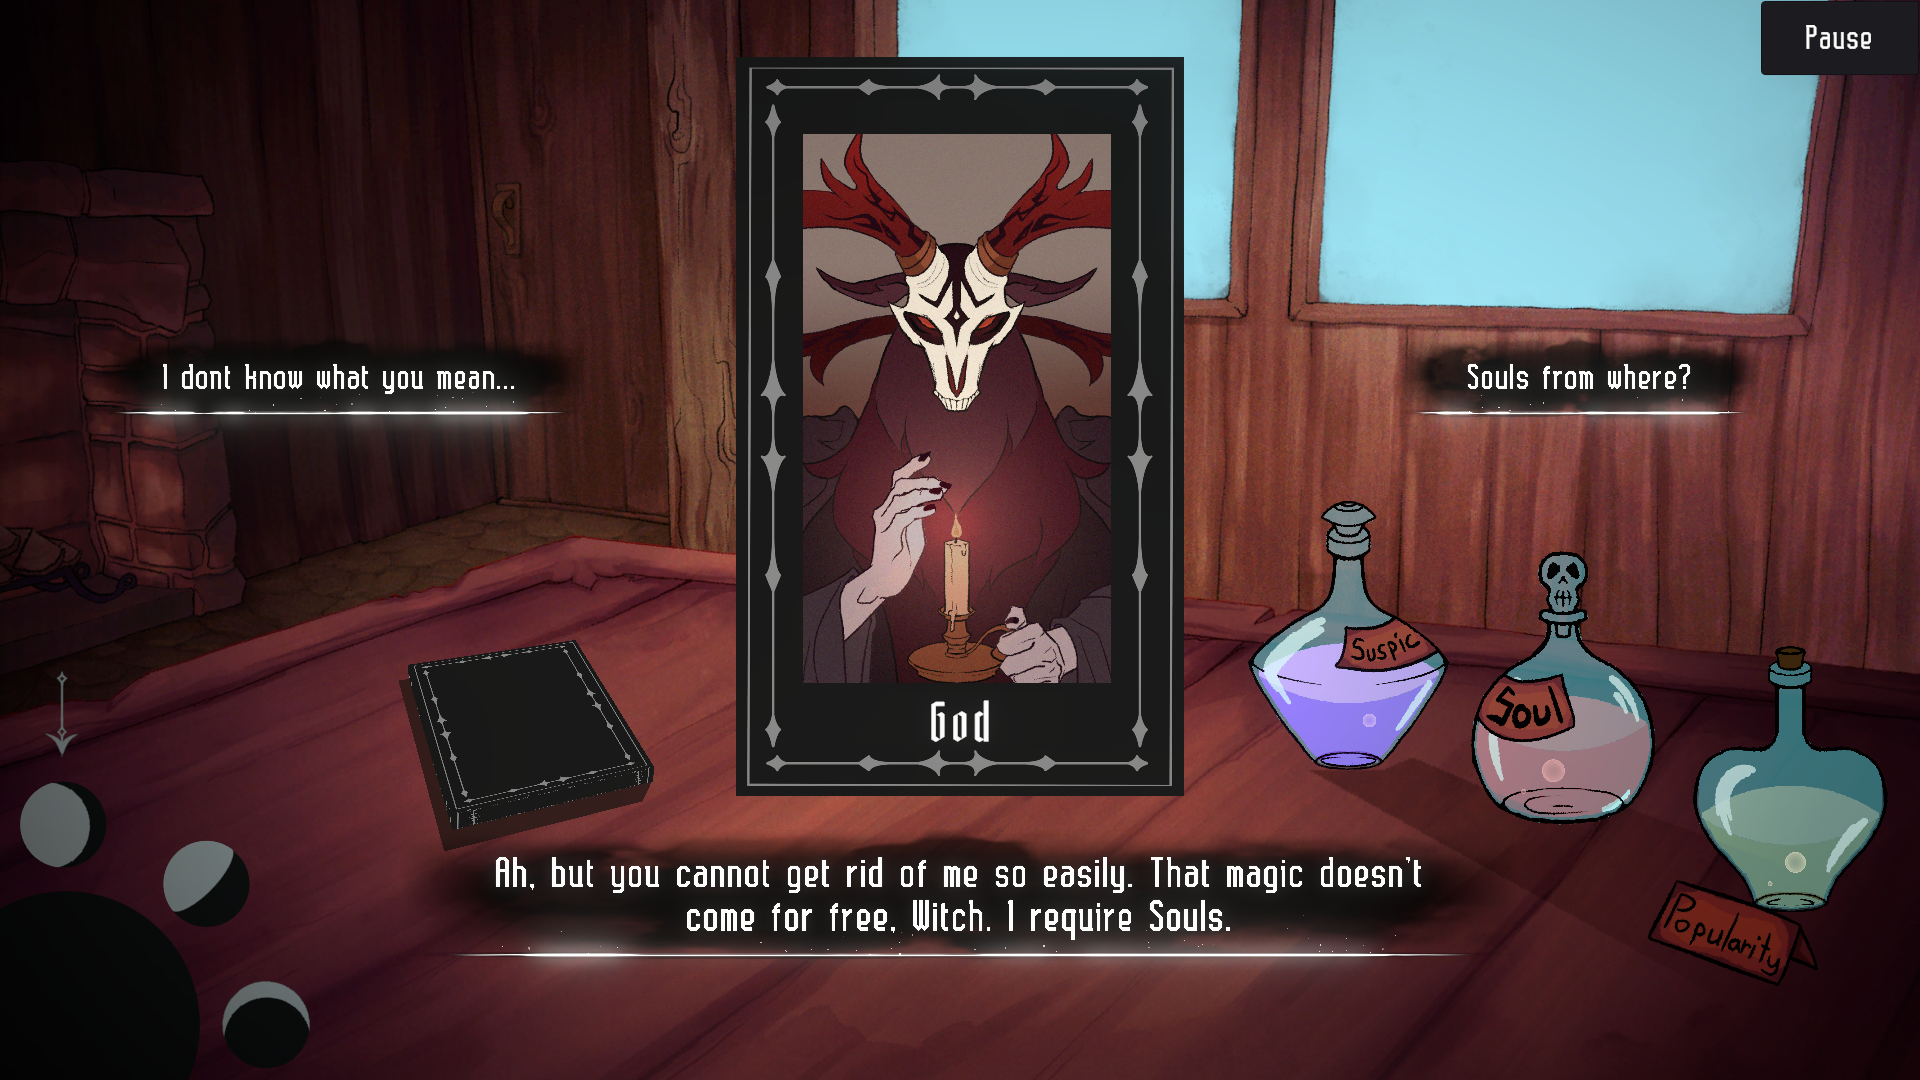 Pause
I dont know what you mean...
Souls from where?
Suspic
Soul
God
Ah, but you cannot get rid of me so easily. That magic doesn't
come for free, Witch. I require Souls.
Popularity